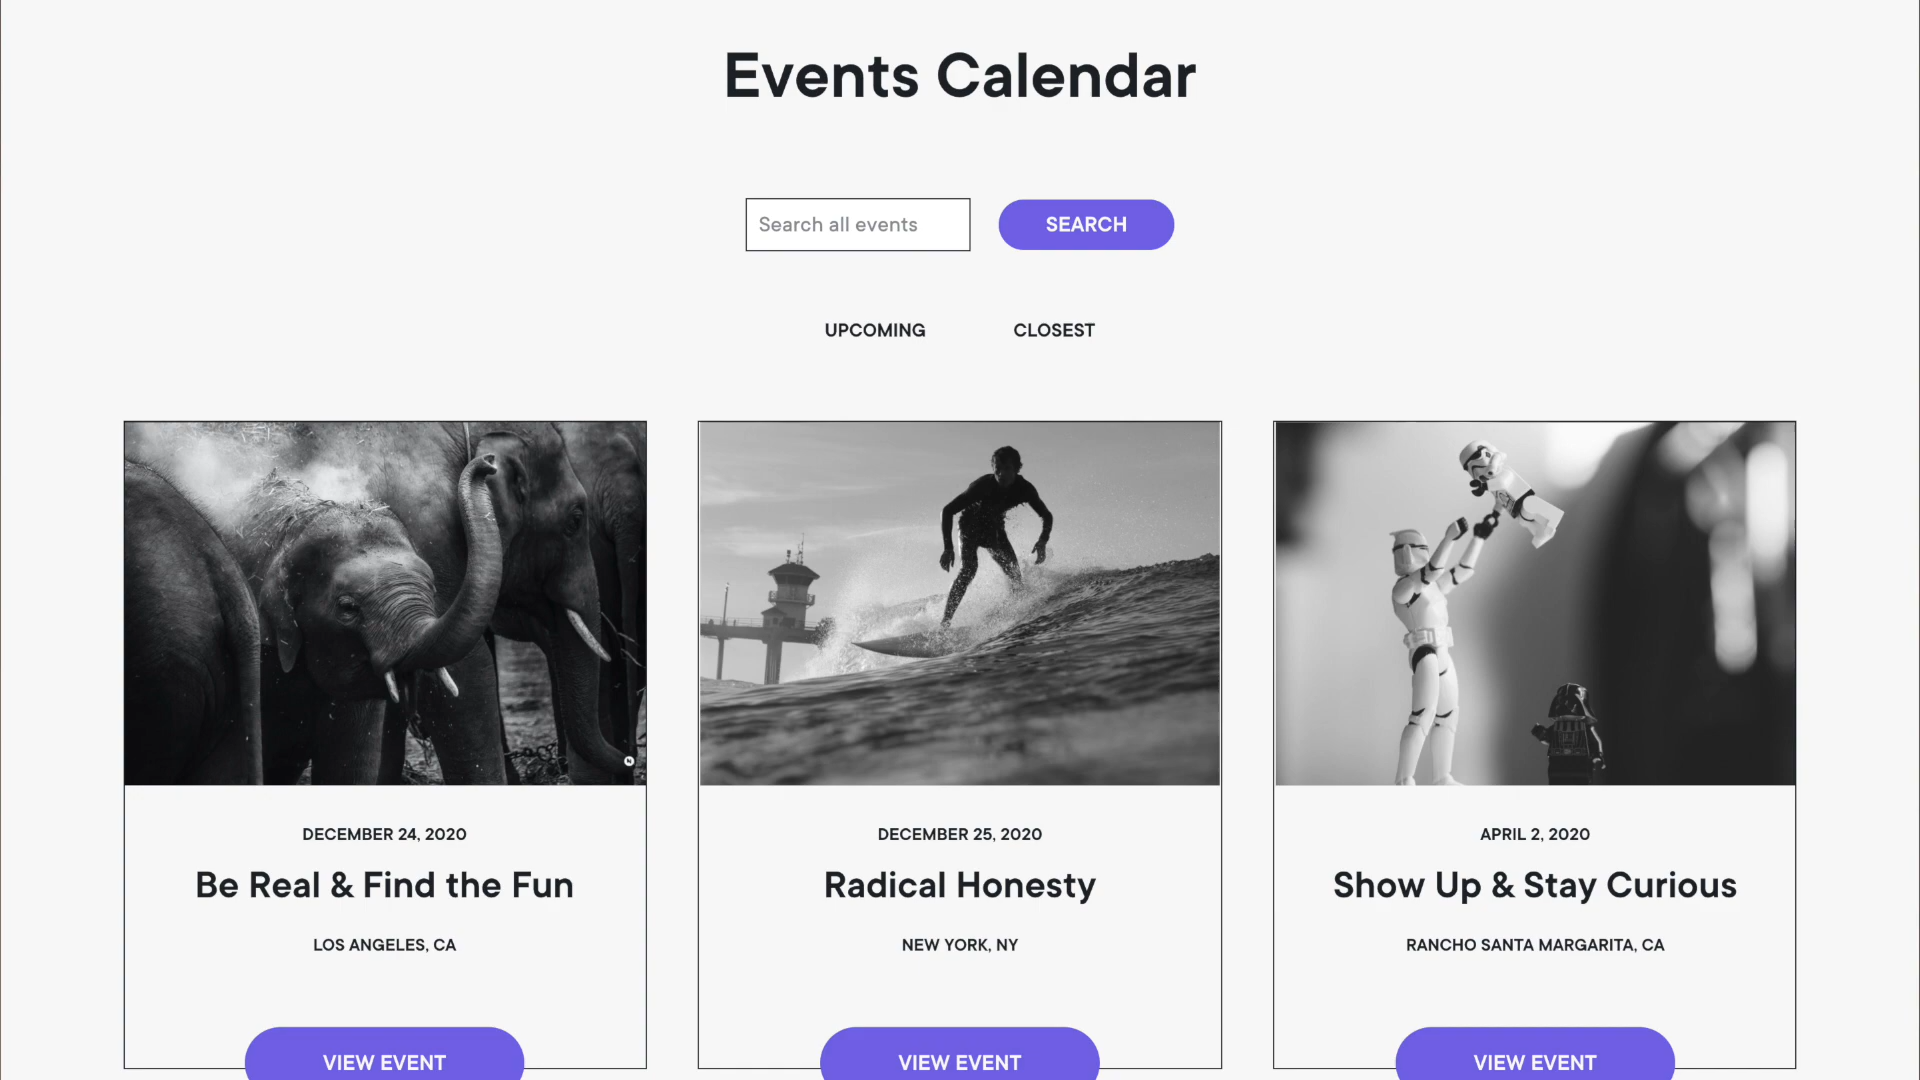 Events Calendar
Search all events
SEARCH
UPCOMING
CLOSEST
DECEMBER 24, 2020
Be Real & Find the Fun
LOS ANGELES, CA
VIEW EVENT
DECEMBER 25, 2020
Radical Honesty
NEW YORK, NY
VIEW EVENT
APRIL 2, 2020
Show Up & Stay Curious
RANCHO SANTA MARGARITA, CA
VIEW EVENT